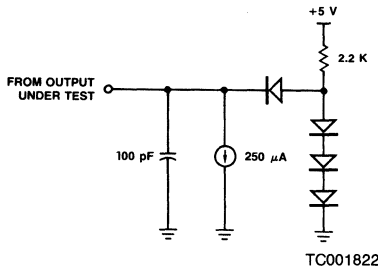 +5 V
2.2 K
FROM OUTPUT
UNDER TEST
100 pF
250 µA
TC001822